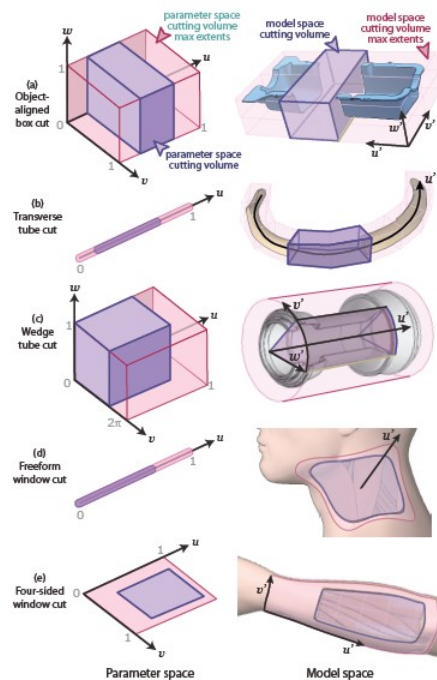 parameter space
cutting volume
max extents
model space
cutting volume
model space
cutting volume
max extents
(a)
Object-
aligned
box cut
w
1
u
0
1
1
v
parameter space
cutting volume
w'
v'
u'
(b)
Transverse
tube cut
u
1
0
u'
(c)
Wedge
tube cut
w
1
u
0
1
2π
v
v'
u'
w'
(d)
Freeform
window cut
u
1
0
u'
(e)
Four-sided
window cut
u
1
0
1
v
v'
u'
Parameter space
Model space